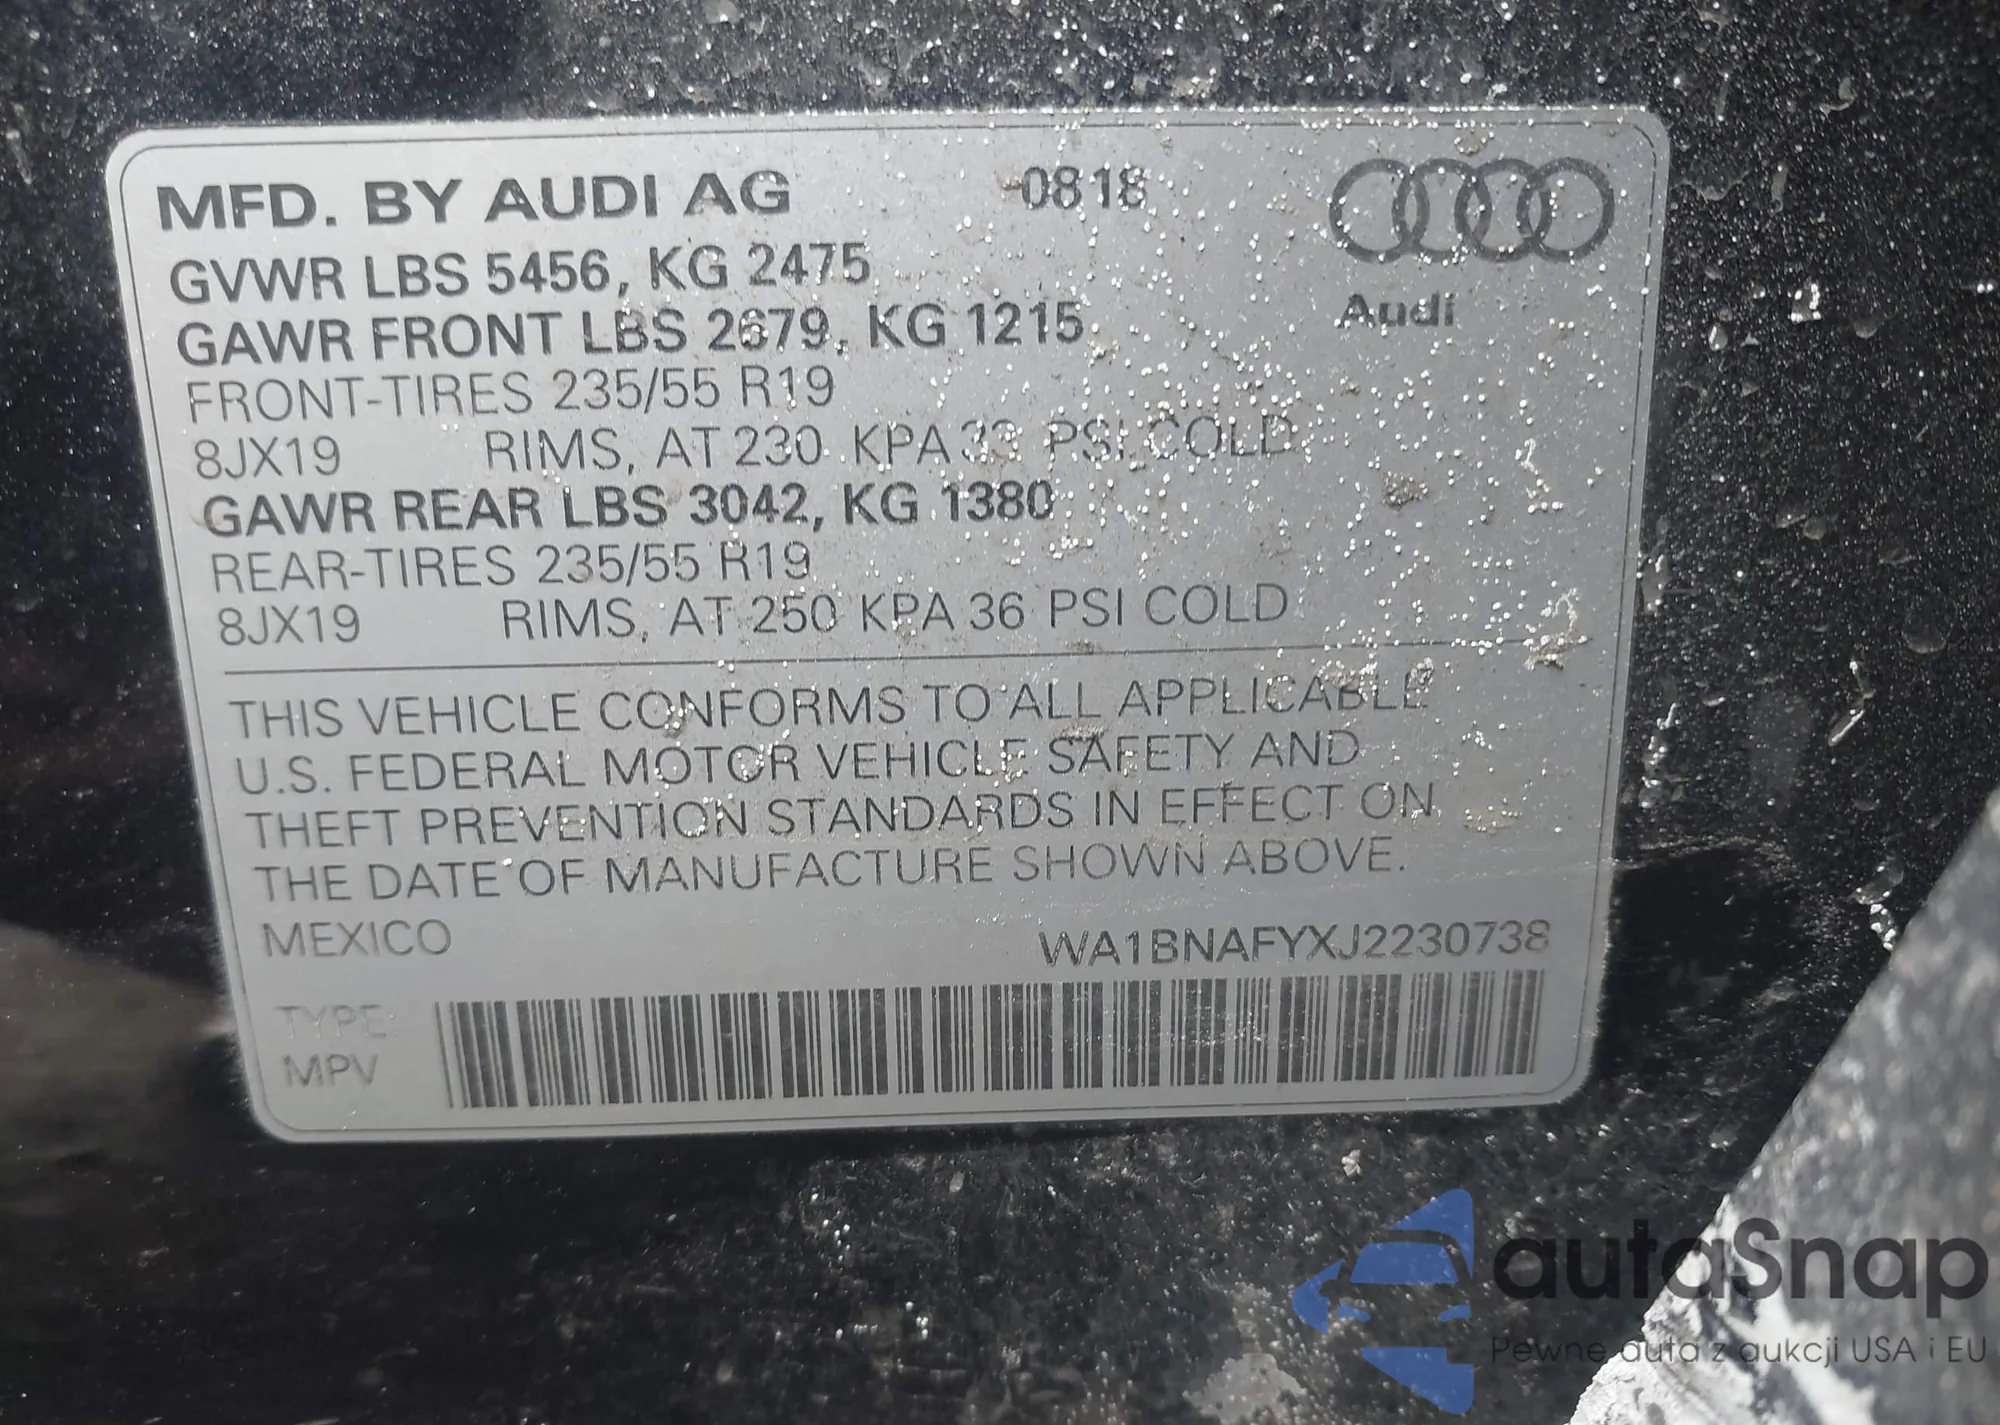 MFD. BY AUDI AG 0818
GVWR LBS 5456, KG 2475
Audi
GAWR FRONT LBS 2679, KG 1215
FRONT-TIRES 235/55 R19
8JX19 RIMS, AT 230 KPA 33 PSI COLD
GAWR REAR LBS 3042, KG 1380
REAR-TIRES 235/55 R19
8JX19 RIMS, AT 250 KPA 36 PSI COLD
THIS VEHICLE CONFORMS TO ALL APPLICABLE
U.S. FEDERAL MOTOR VEHICLE SAFETY AND
THEFT PREVENTION STANDARDS IN EFFECT ON
THE DATE OF MANUFACTURE SHOWN ABOVE.
MEXICO WA1BNAFYXJ2230738
TYPE:
MPV
autaSnap
Pewne auta z aukcji USA i EU